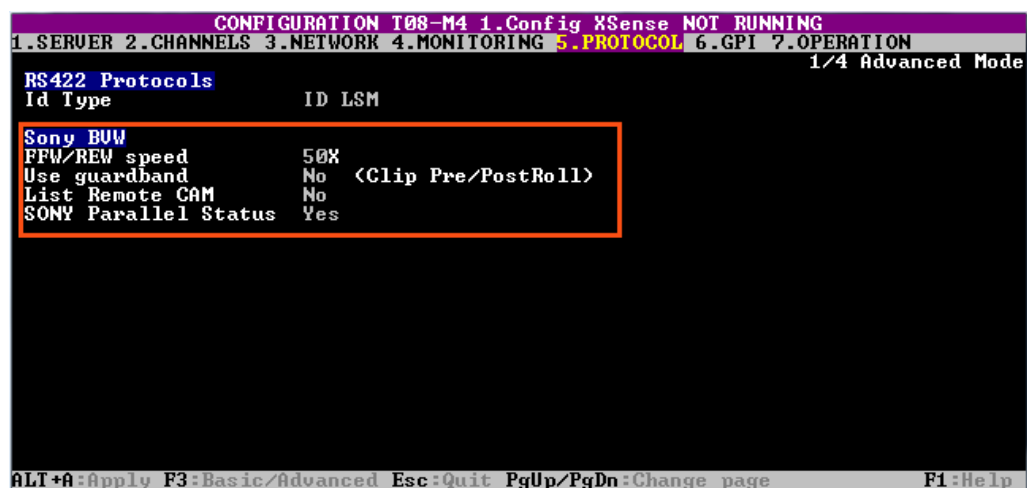 CONFIGURATION T08-M4 1.Config XSense NOT RUNNING
1.SERVER 2.CHANNELS 3.NETWORK 4.MONITORING 5.PROTOCOL 6.GPI 7.OPERATION
1/4 Advanced Mode
RS422 Protocols
Id Type ID LSM
Sony BVW
FFW/REW speed 50X
Use guardband No (Clip Pre/PostRoll)
List Remote CAM No
SONY Parallel Status Yes
ALT+A:Apply F3:Basic/Advanced Esc:Quit PgUp/PgDn:Change page F1:Help